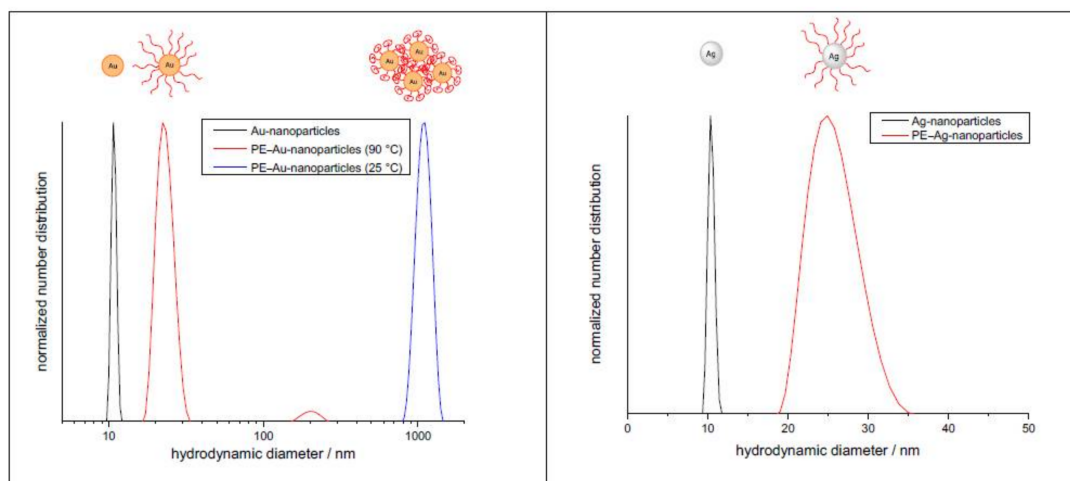 Au
Au
Au
Au
Au
Au
Au-nanoparticles
PE–Au-nanoparticles (90 °C)
PE–Au-nanoparticles (25 °C)
normalized number distribution
10
100
1000
hydrodynamic diameter / nm
Ag
Ag
Ag-nanoparticles
PE–Ag-nanoparticles
normalized number distribution
0
10
20
30
40
50
hydrodynamic diameter / nm